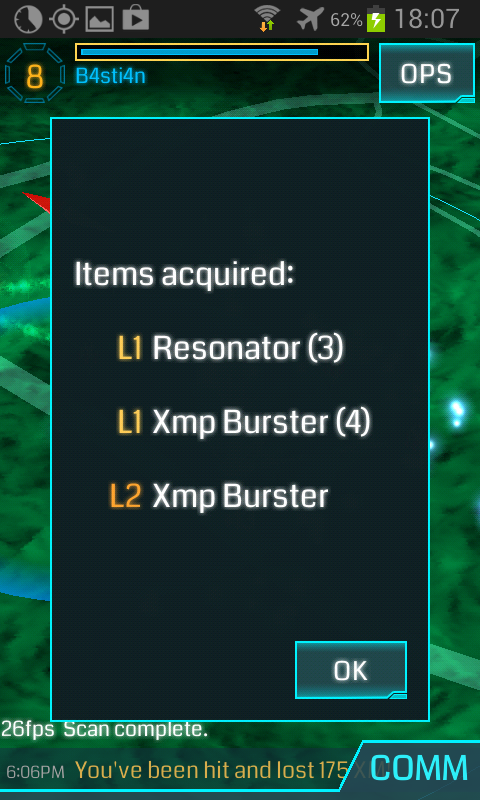 62% 18:07
8 B4sti4n OPS
Items acquired:
L1 Resonator (3)
L1 Xmp Burster (4)
L2 Xmp Burster
OK
26fps Scan complete.
6:06PM You've been hit and lost 175 XM COMM